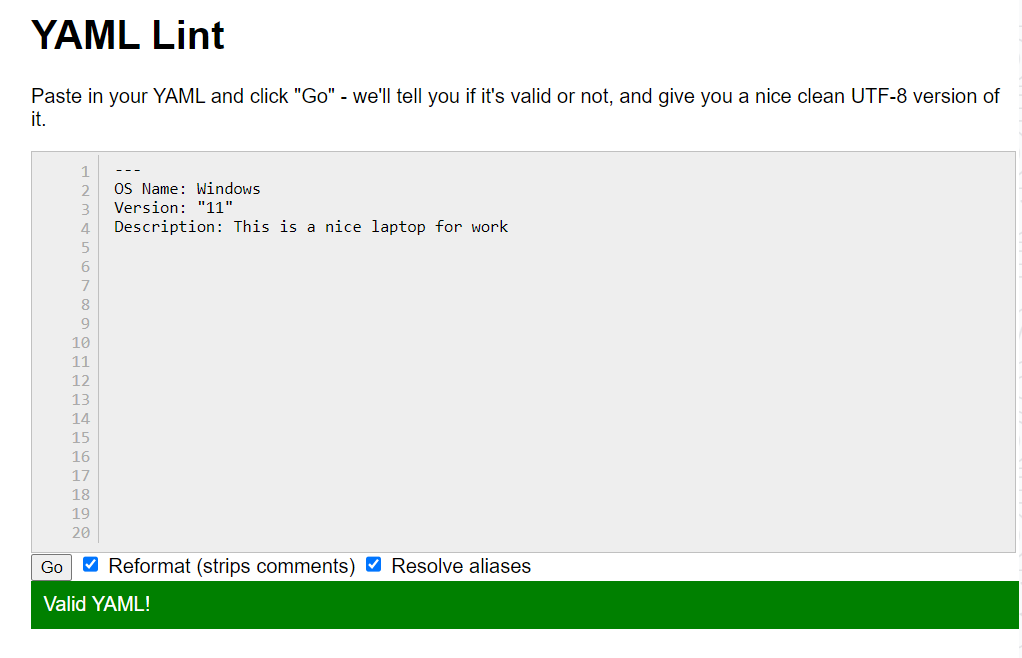 YAML Lint
Paste in your YAML and click "Go" - we'll tell you if it's valid or not, and give you a nice clean UTF-8 version of
it.
1 ---
2 OS Name: Windows
3 Version: "11"
4 Description: This is a nice laptop for work
5
6
7
8
9
10
11
12
13
14
15
16
17
18
19
20
Go Reformat (strips comments) Resolve aliases
Valid YAML!